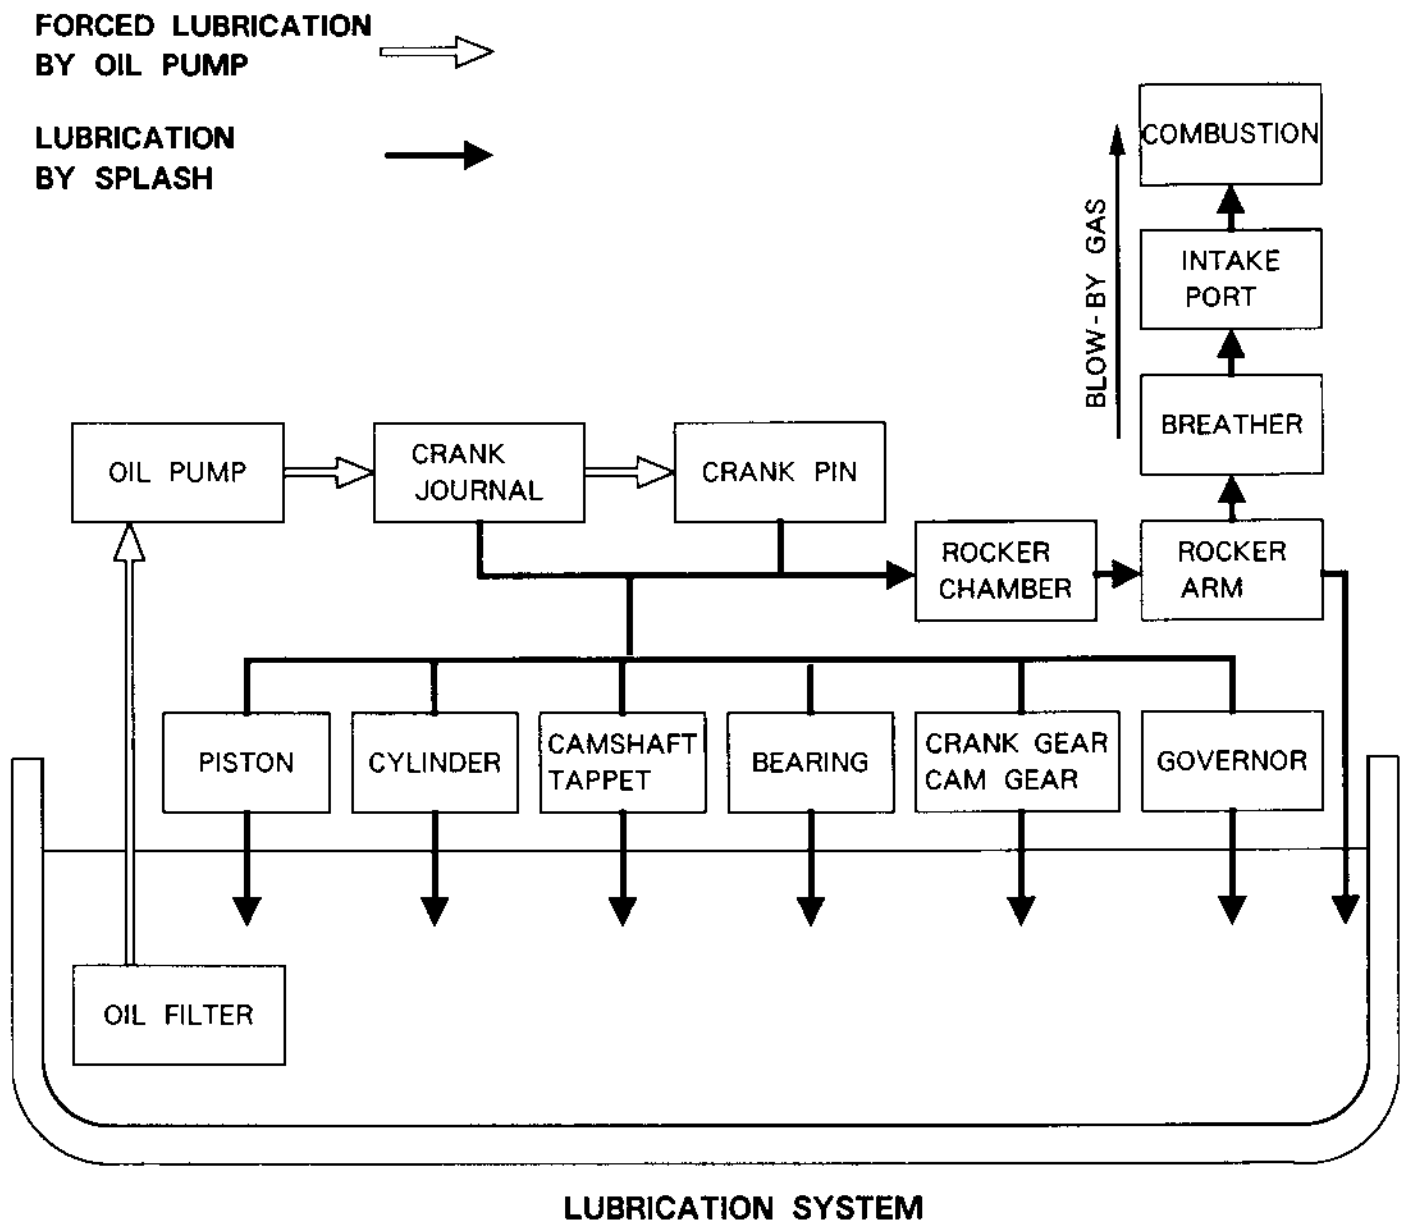 FORCED LUBRICATION
BY OIL PUMP
LUBRICATION
BY SPLASH
COMBUSTION
INTAKE
PORT
BLOW-BY GAS
BREATHER
OIL PUMP
CRANK
JOURNAL
CRANK PIN
ROCKER
CHAMBER
ROCKER
ARM
PISTON
CYLINDER
CAMSHAFT
TAPPET
BEARING
CRANK GEAR
CAM GEAR
GOVERNOR
OIL FILTER
LUBRICATION SYSTEM